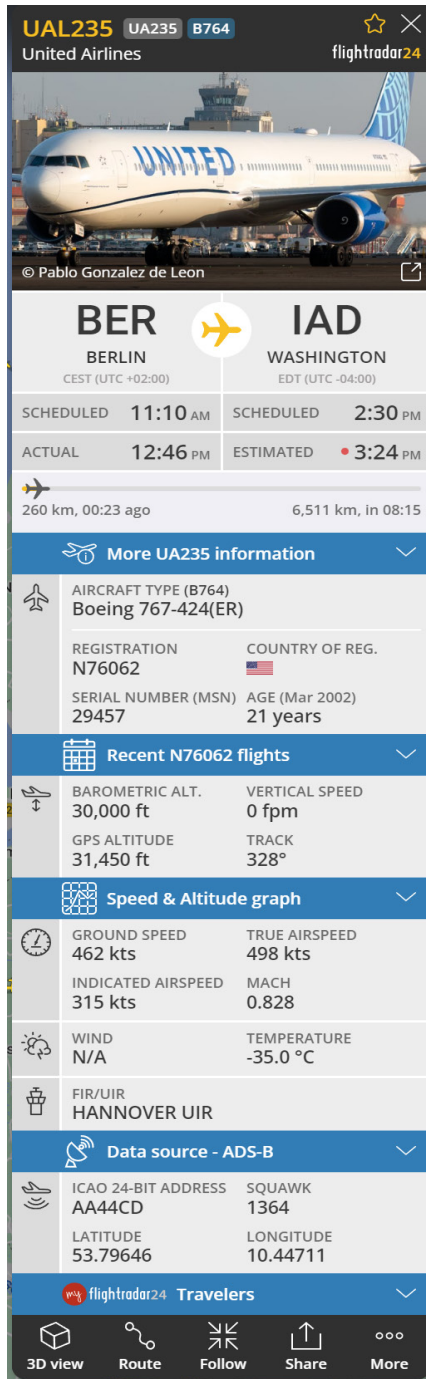 UAL235 UA235 B764
United Airlines flightradar24
UNITED
© Pablo Gonzalez de Leon
BER IAD
BERLIN WASHINGTON
CEST (UTC +02:00) EDT (UTC -04:00)
SCHEDULED 11:10 AM SCHEDULED 2:30 PM
ACTUAL 12:46 PM ESTIMATED 3:24 PM
260 km, 00:23 ago 6,511 km, in 08:15
More UA235 information
AIRCRAFT TYPE (B764)
Boeing 767-424(ER)
REGISTRATION COUNTRY OF REG.
N76062
SERIAL NUMBER (MSN) AGE (Mar 2002)
29457 21 years
Recent N76062 flights
BAROMETRIC ALT. VERTICAL SPEED
30,000 ft 0 fpm
GPS ALTITUDE TRACK
31,450 ft 328°
Speed & Altitude graph
GROUND SPEED TRUE AIRSPEED
462 kts 498 kts
INDICATED AIRSPEED MACH
315 kts 0.828
WIND TEMPERATURE
N/A -35.0 °C
FIR/UIR
HANNOVER UIR
Data source - ADS-B
ICAO 24-BIT ADDRESS SQUAWK
AA44CD 1364
LATITUDE LONGITUDE
53.79646 10.44711
my flightradar24 Travelers
3D view Route Follow Share More